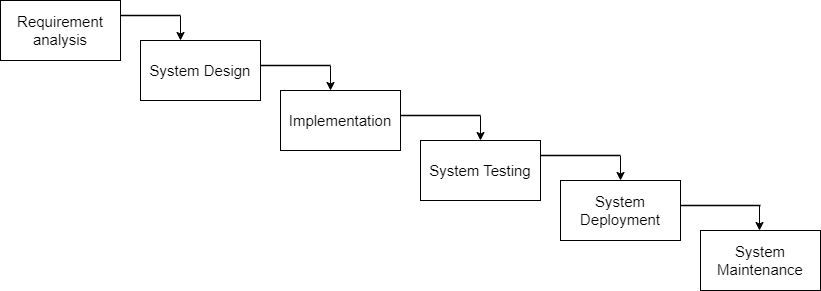 Requirement
analysis
System Design
Implementation
System Testing
System
Deployment
System
Maintenance